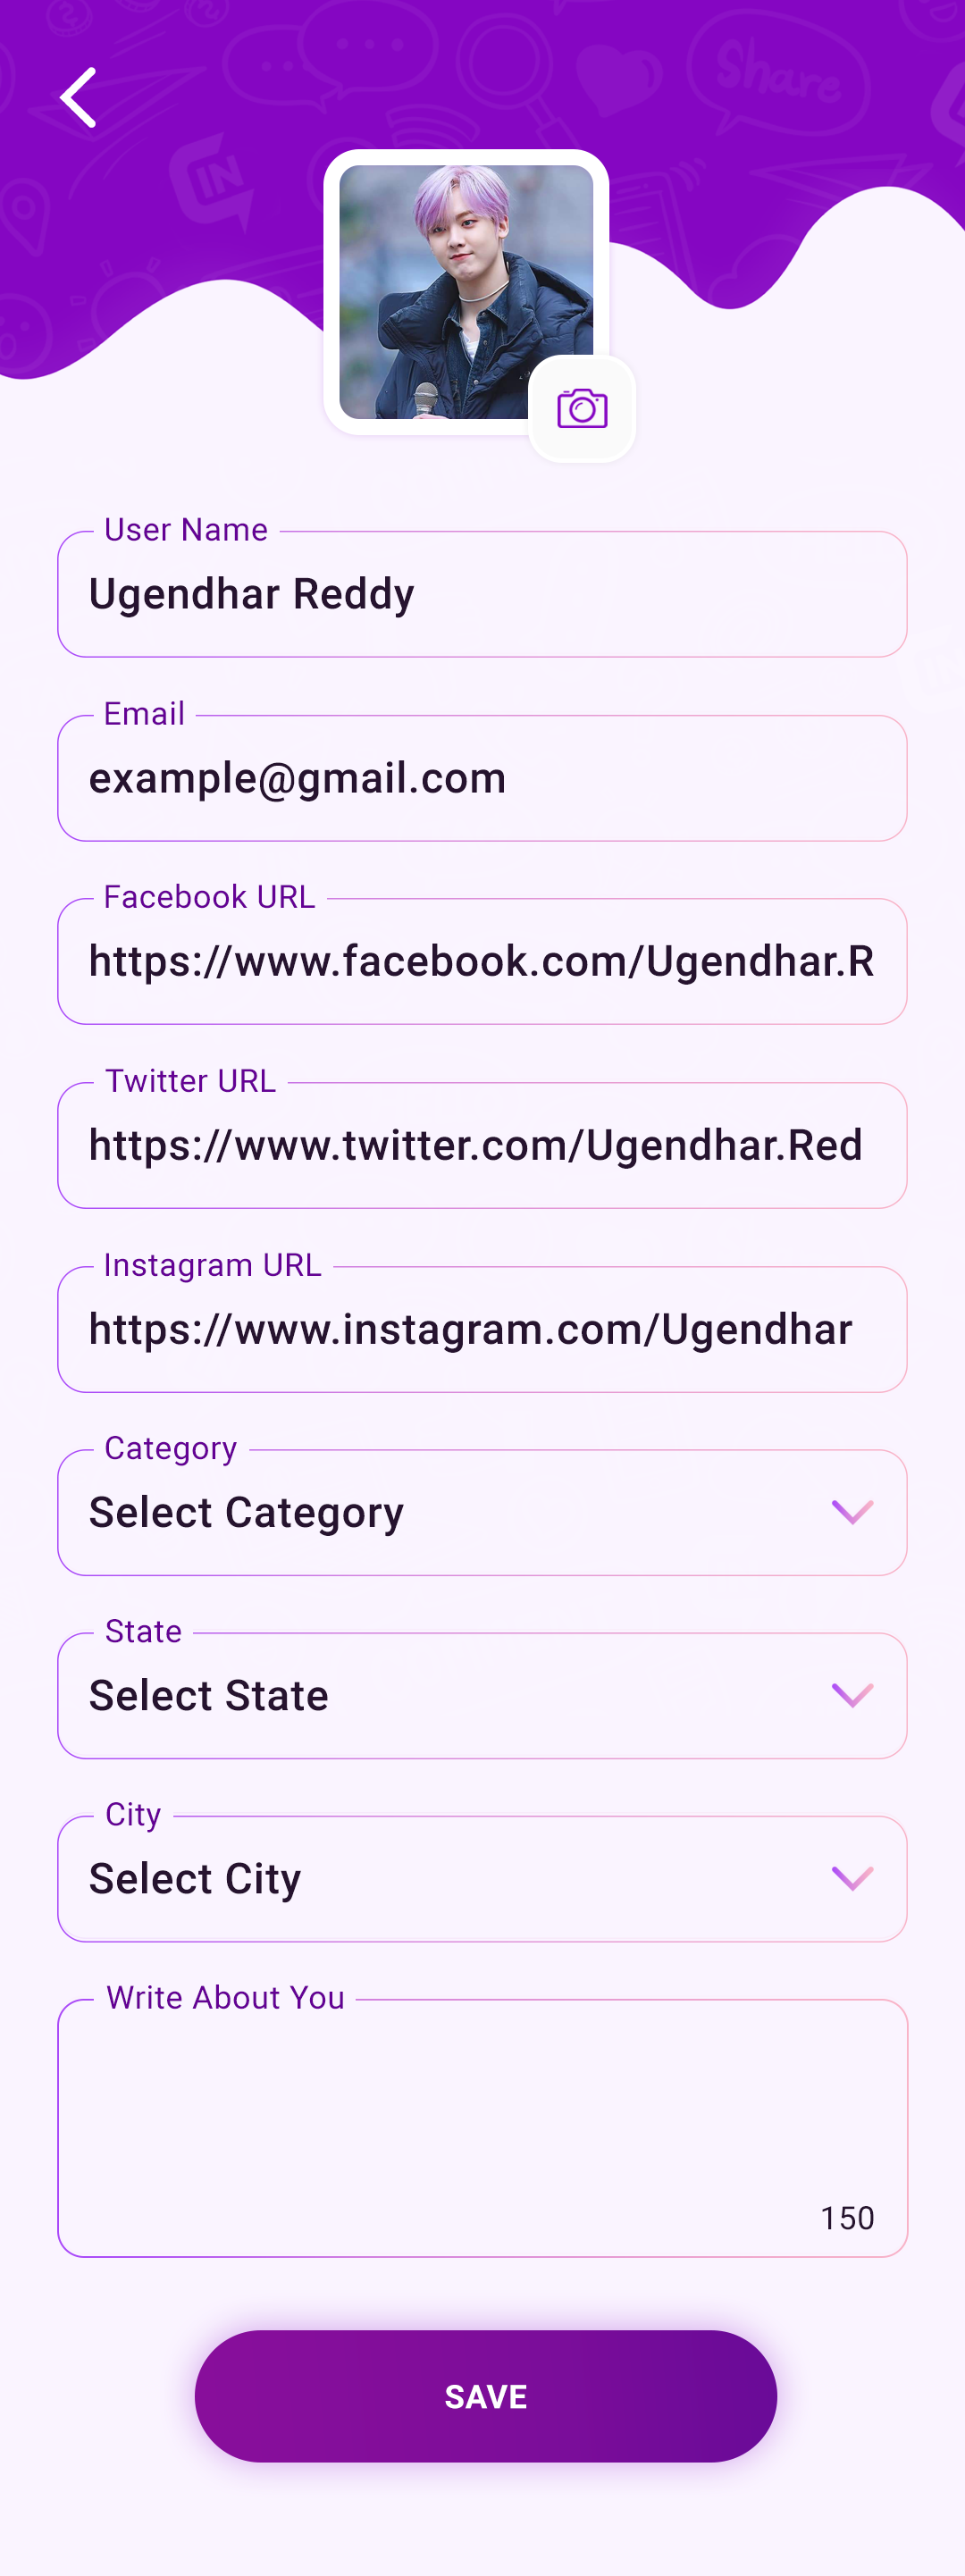 Share
IN
User Name
Ugendhar Reddy
Email
example@gmail.com
Facebook URL
https://www.facebook.com/Ugendhar.R
Twitter URL
https://www.twitter.com/Ugendhar.Red
Instagram URL
https://www.instagram.com/Ugendhar
Category
Select Category
State
Select State
City
Select City
Write About You
150
SAVE